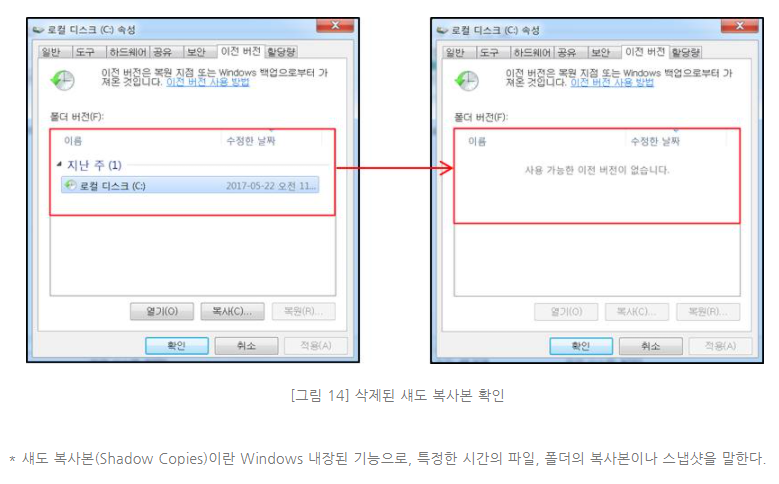 로컬 디스크 (C:) 속성
일반 도구 하드웨어 공유 보안 이전 버전 할당량
이전 버전은 복원 지점 또는 Windows 백업으로부터 가
져온 것입니다. 이전 버전 사용 방법
폴더 버전(F):
이름 수정한 날짜
지난 주 (1)
로컬 디스크 (C:) 2017-05-22 오전 11...
열기(O) 복사(C)... 복원(R)...
확인 취소 적용(A)
로컬 디스크 (C:) 속성
일반 도구 하드웨어 공유 보안 이전 버전 할당량
이전 버전은 복원 지점 또는 Windows 백업으로부터 가
져온 것입니다. 이전 버전 사용 방법
폴더 버전(F):
이름 수정한 날짜
사용 가능한 이전 버전이 없습니다.
열기(O) 복사(C)... 복원(R)...
확인 취소 적용(A)
[그림 14] 삭제된 섀도 복사본 확인
* 섀도 복사본(Shadow Copies)이란 Windows 내장된 기능으로, 특정한 시간의 파일, 폴더의 복사본이나 스냅샷을 말한다.